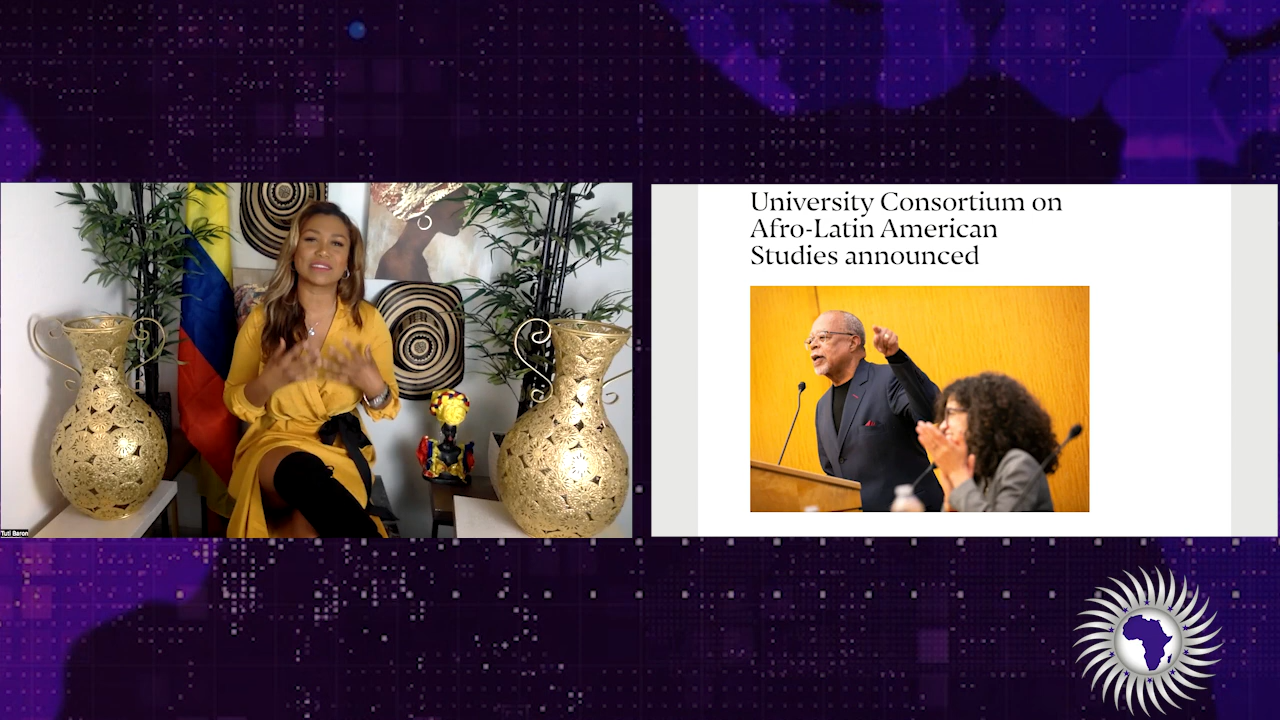 University Consortium on
Afro-Latin American
Studies announced
Tuti Baron